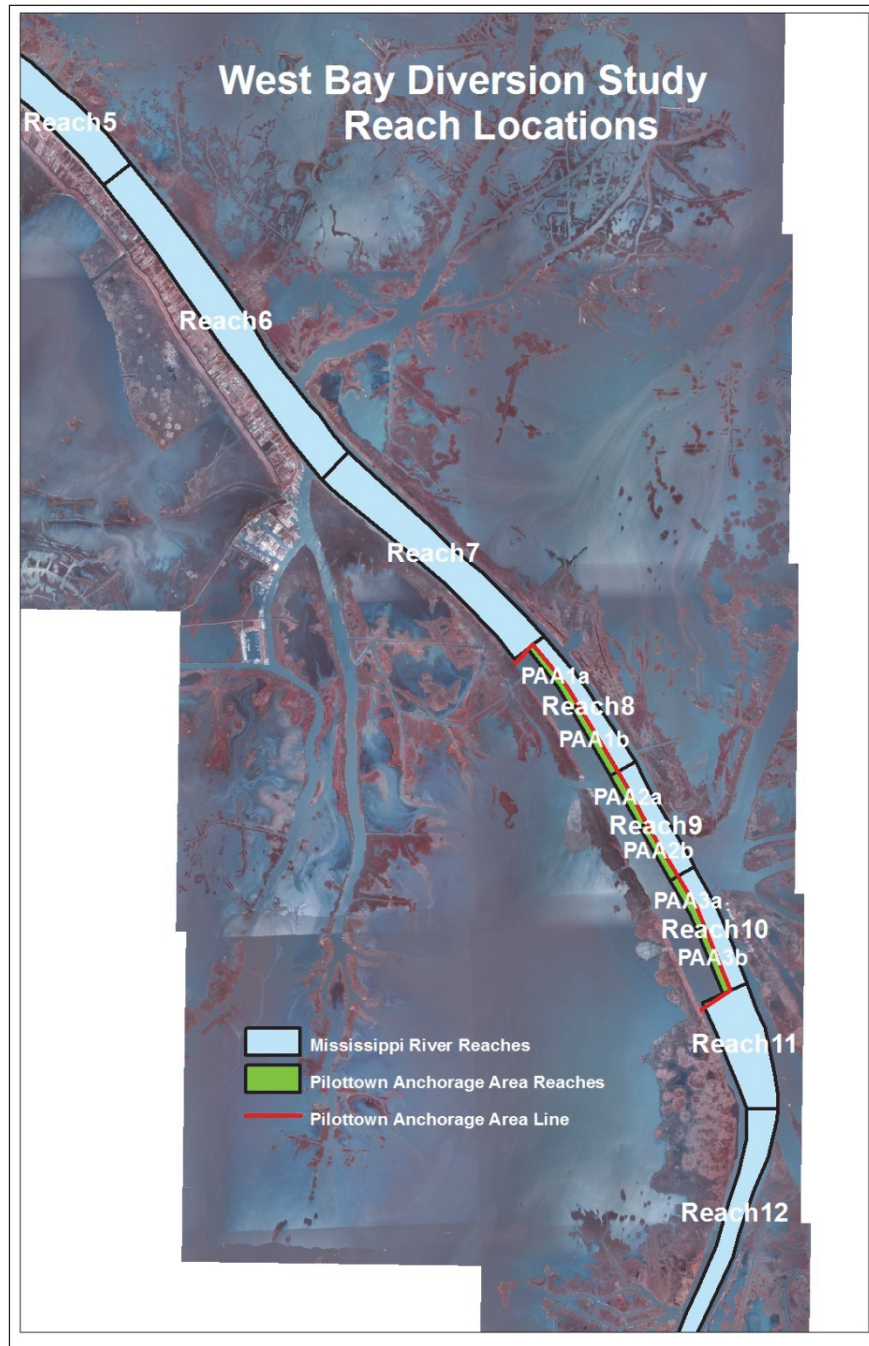 West Bay Diversion Study
Reach Locations
Reach5
Reach6
Reach7
PAA1a
Reach8
PAA1b
PAA2a
Reach9
PAA2b
PAA3a
Reach10
PAA3b
Reach11
Mississippi River Reaches
Pilottown Anchorage Area Reaches
Pilottown Anchorage Area Line
Reach12